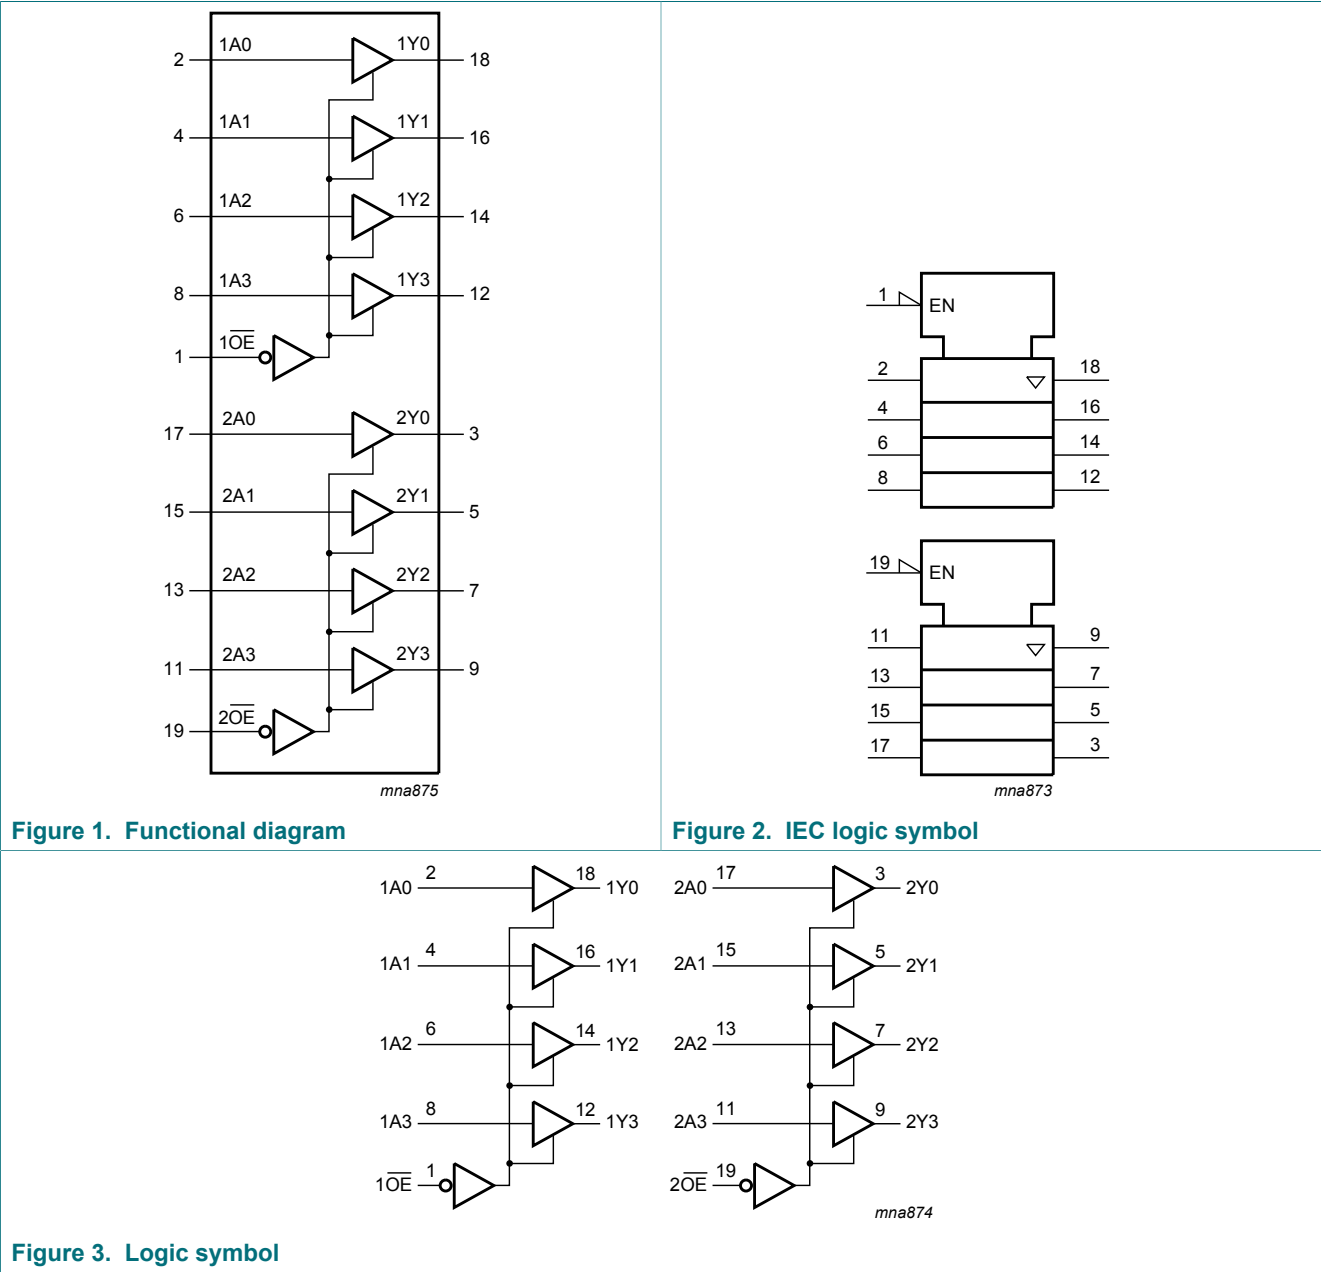 2 1A0 1Y0 18
4 1A1 1Y1 16
6 1A2 1Y2 14
8 1A3 1Y3 12
1 1O̅E̅
17 2A0 2Y0 3
15 2A1 2Y1 5
13 2A2 2Y2 7
11 2A3 2Y3 9
19 2O̅E̅
mna875
Figure 1. Functional diagram
1 EN
2 18
4 16
6 14
8 12
19 EN
11 9
13 7
15 5
17 3
mna873
Figure 2. IEC logic symbol
1A0 2 18 1Y0
1A1 4 16 1Y1
1A2 6 14 1Y2
1A3 8 12 1Y3
1O̅E̅ 1
2A0 17 3 2Y0
2A1 15 5 2Y1
2A2 13 7 2Y2
2A3 11 9 2Y3
2O̅E̅ 19
mna874
Figure 3. Logic symbol